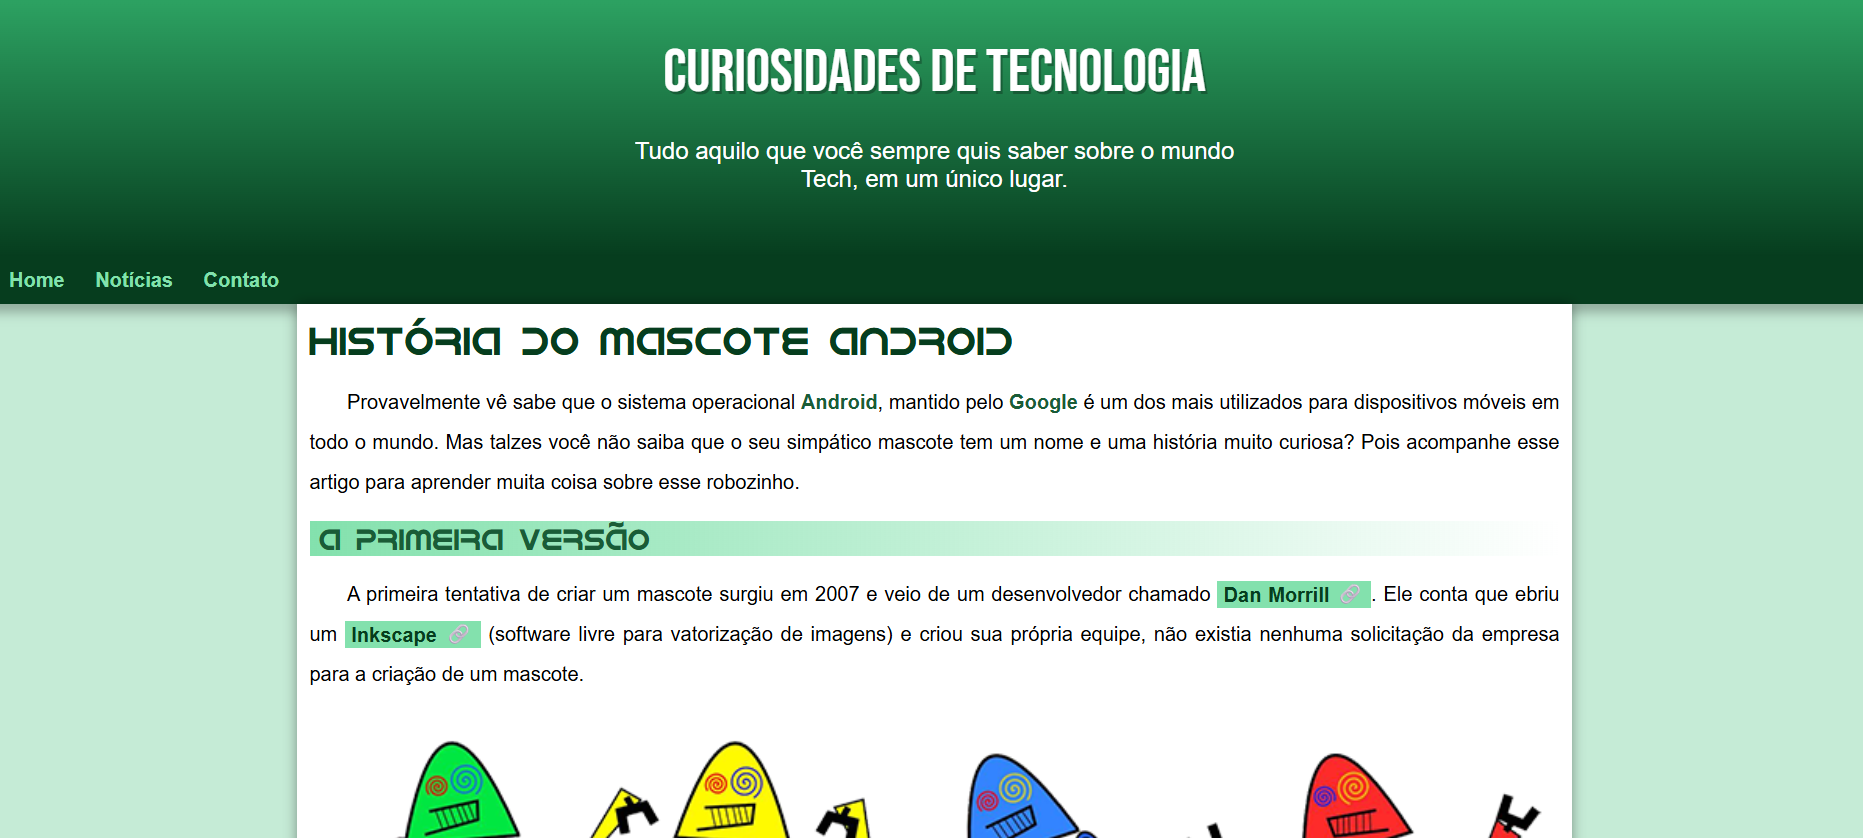 CURIOSIDADES DE TECNOLOGIA
Tudo aquilo que você sempre quis saber sobre o mundo
Tech, em um único lugar.
Home Notícias Contato
HISTÓRIA DO MASCOTE ANDROID
Provavelmente vê sabe que o sistema operacional Android, mantido pelo Google é um dos mais utilizados para dispositivos móveis em
todo o mundo. Mas talzes você não saiba que o seu simpático mascote tem um nome e uma história muito curiosa? Pois acompanhe esse
artigo para aprender muita coisa sobre esse robozinho.
A PRIMEIRA VERSÃO
A primeira tentativa de criar um mascote surgiu em 2007 e veio de um desenvolvedor chamado Dan Morrill 🔗. Ele conta que ebriu
um Inkscape 🔗 (software livre para vatorização de imagens) e criou sua própria equipe, não existia nenhuma solicitação da empresa
para a criação de um mascote.